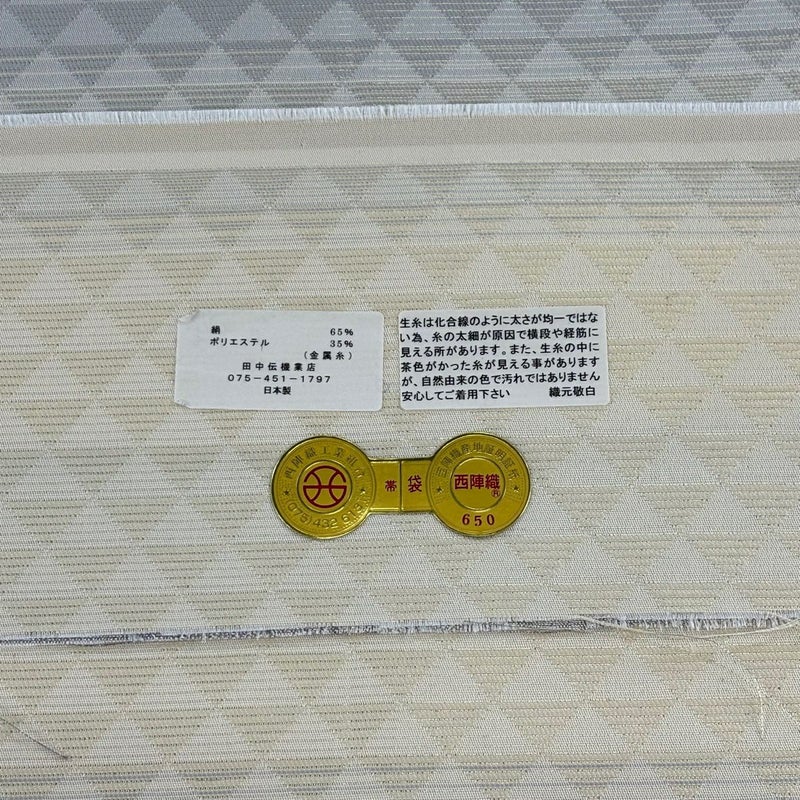 絹 65%
ポリエステル 35%
(金属糸)
田中伝機業店
075-451-1797
日本製
生糸は化合線のように太さが均一ではな
い為、糸の太細が原因で横段や経筋に
見える所があります。また、生糸の中に
茶色がかった糸が見える事があります
が、自然由来の色で汚れではありません
安心してご着用下さい 織元敬白
帯袋
西陣織®
650